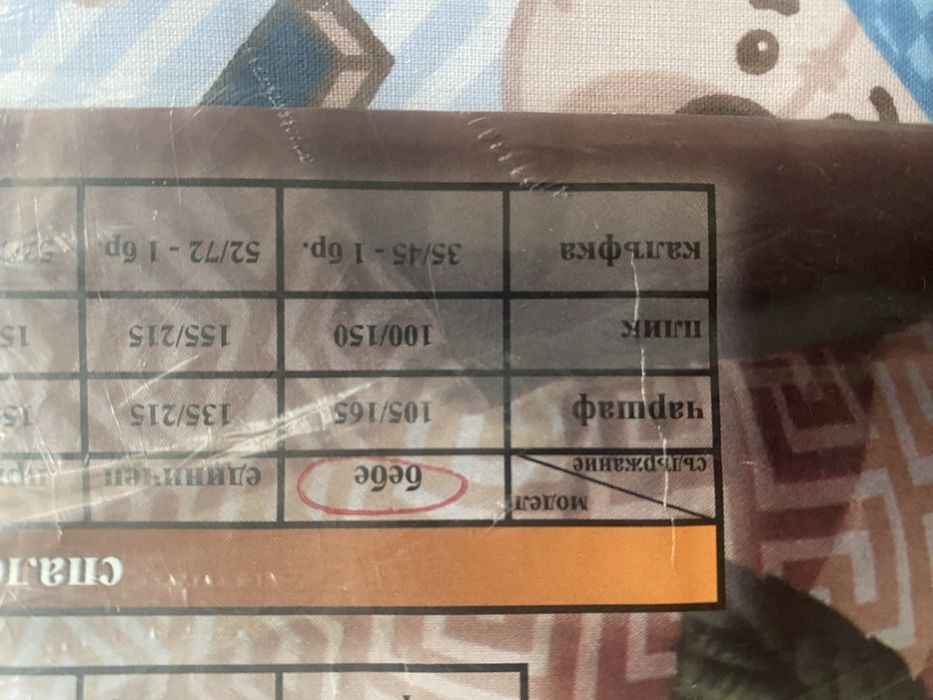 спално
модел
съдържание
бебе
единичен
чаршаф
105/165
135/215
плик
100/150
155/215
калъфка
35/45 - 1 бр.
52/72 - 1 бр.